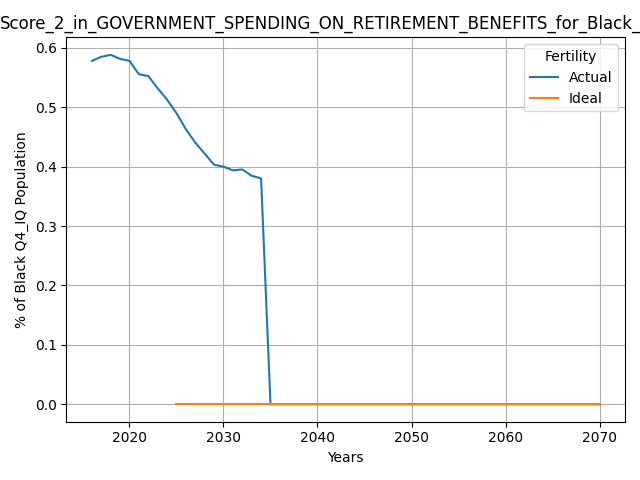 Score_2_in_GOVERNMENT_SPENDING_ON_RETIREMENT_BENEFITS_for_Black_
Fertility
Actual
Ideal
0.6
0.5
0.4
0.3
0.2
0.1
0.0
% of Black Q4_IQ Population
2020 2030 2040 2050 2060 2070
Years